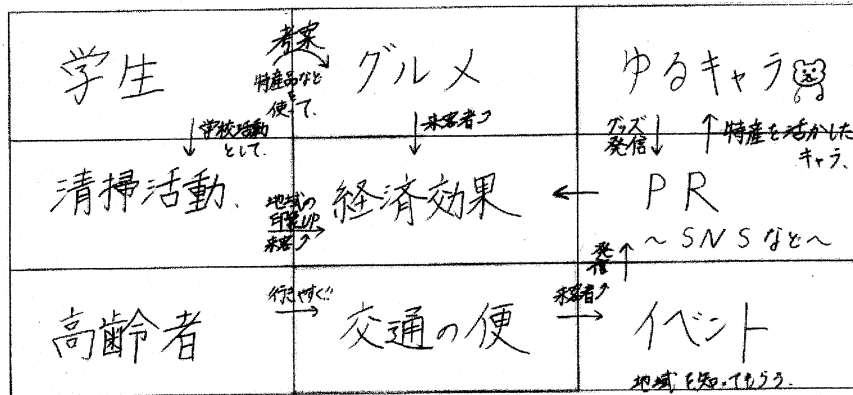 学生
考案
特産品など
を
使って.
グルメ
ゆるキャラ
学校活動
として.
来客者↗
グッズ
発信
特産を活かした
キャラ.
清掃活動.
地域の
印象UP
来客↗
経済効果
PR
〜SNSなど〜
発信
高齢者
行きやすく!!
交通の便
来客者↗
イベント
地域を知ってもらう.